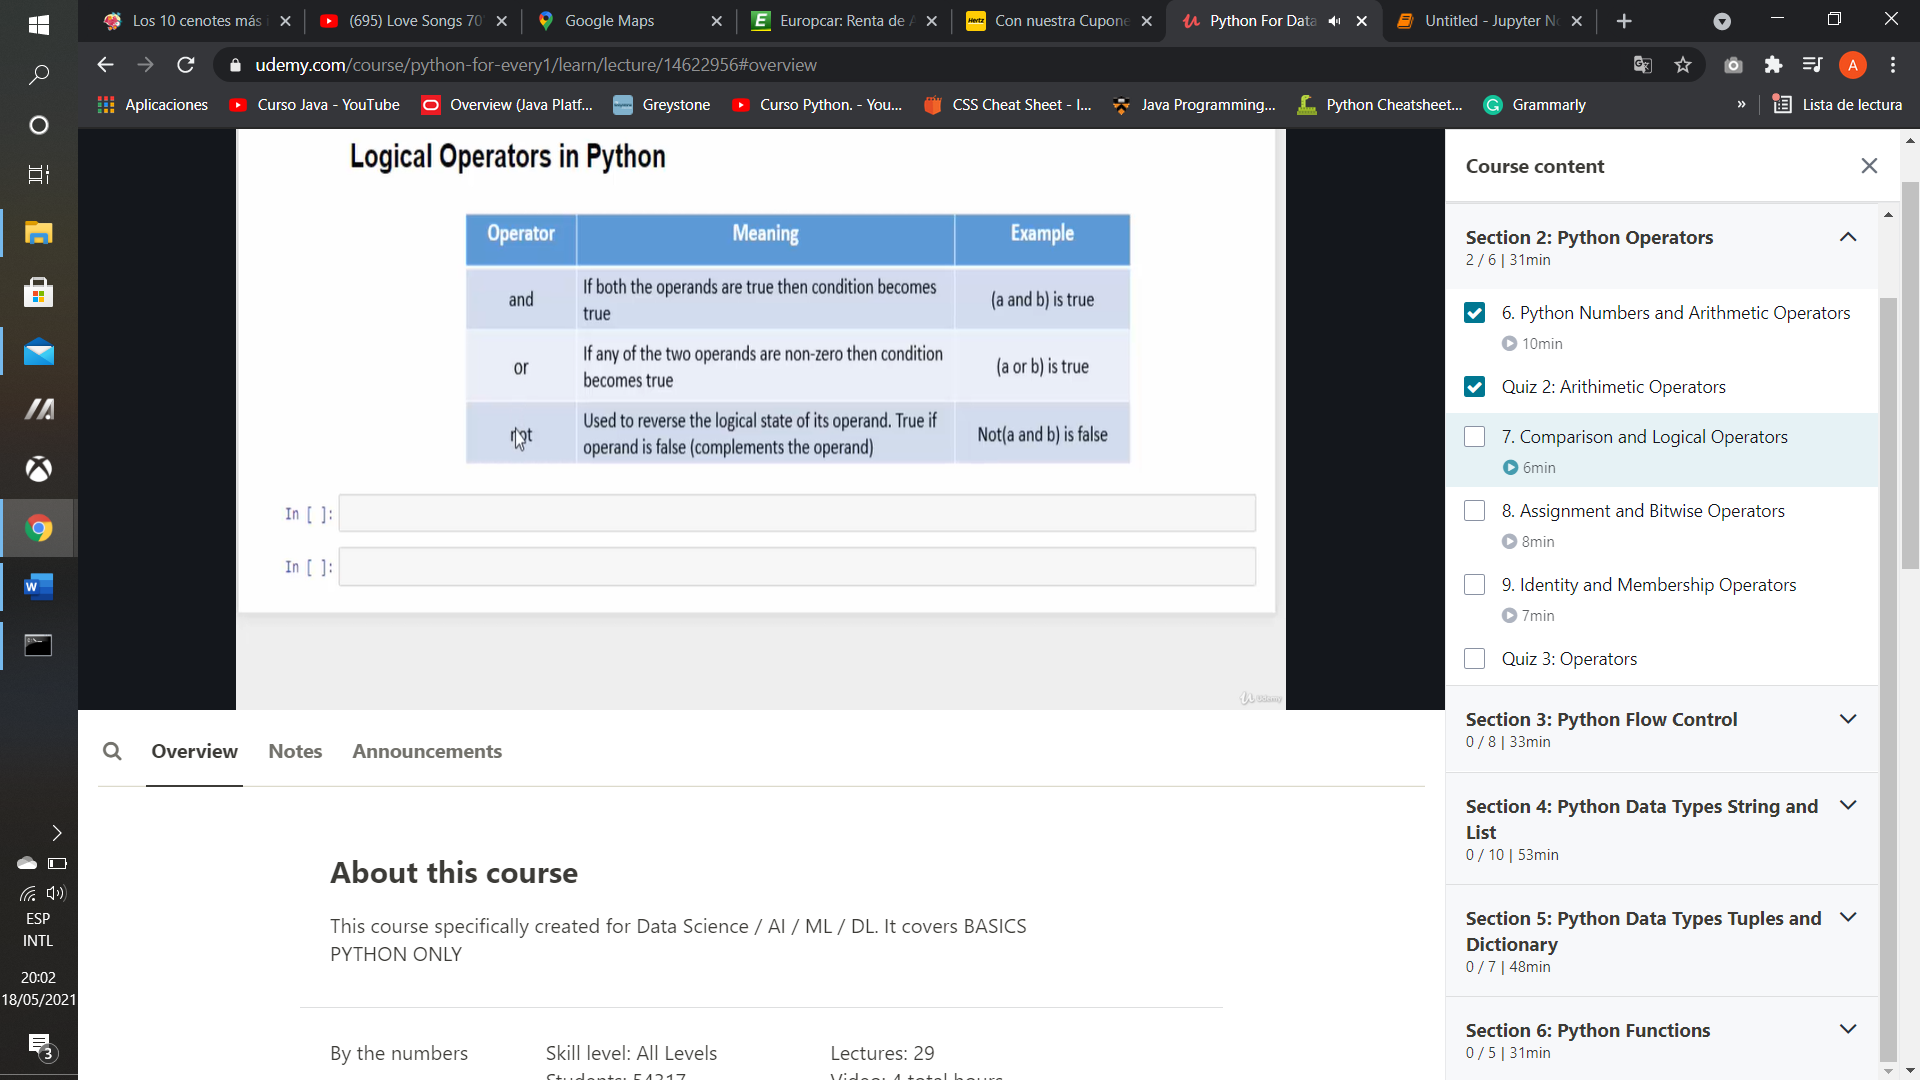 Los 10 cenotes más
(695) Love Songs 70
Google Maps
Europcar: Renta de
Con nuestra Cupone
Python For Data
Untitled - Jupyter No
udemy.com/course/python-for-every1/learn/lecture/14622956#overview
Aplicaciones
Curso Java - YouTube
Overview (Java Platf...
Greystone
Curso Python. - You...
CSS Cheat Sheet - I...
Java Programming...
Python Cheatsheet...
Grammarly
»
Lista de lectura
Logical Operators in Python
Operator Meaning Example
and If both the operands are true then condition becomes true (a and b) is true
or If any of the two operands are non-zero then condition becomes true (a or b) is true
not Used to reverse the logical state of its operand. True if operand is false (complements the operand) Not(a and b) is false
In [ ]:
In [ ]:
Udemy
Course content
Section 2: Python Operators
2 / 6 | 31min
6. Python Numbers and Arithmetic Operators
10min
Quiz 2: Arithimetic Operators
7. Comparison and Logical Operators
6min
8. Assignment and Bitwise Operators
8min
9. Identity and Membership Operators
7min
Quiz 3: Operators
Section 3: Python Flow Control
0 / 8 | 33min
Section 4: Python Data Types String and
List
0 / 10 | 53min
Section 5: Python Data Types Tuples and
Dictionary
0 / 7 | 48min
Section 6: Python Functions
0 / 5 | 31min
Overview Notes Announcements
About this course
This course specifically created for Data Science / AI / ML / DL. It covers BASICS
PYTHON ONLY
By the numbers Skill level: All Levels Lectures: 29
Students: 54317 Video: 4 total hours
ESP
INTL
20:02
18/05/2021
3